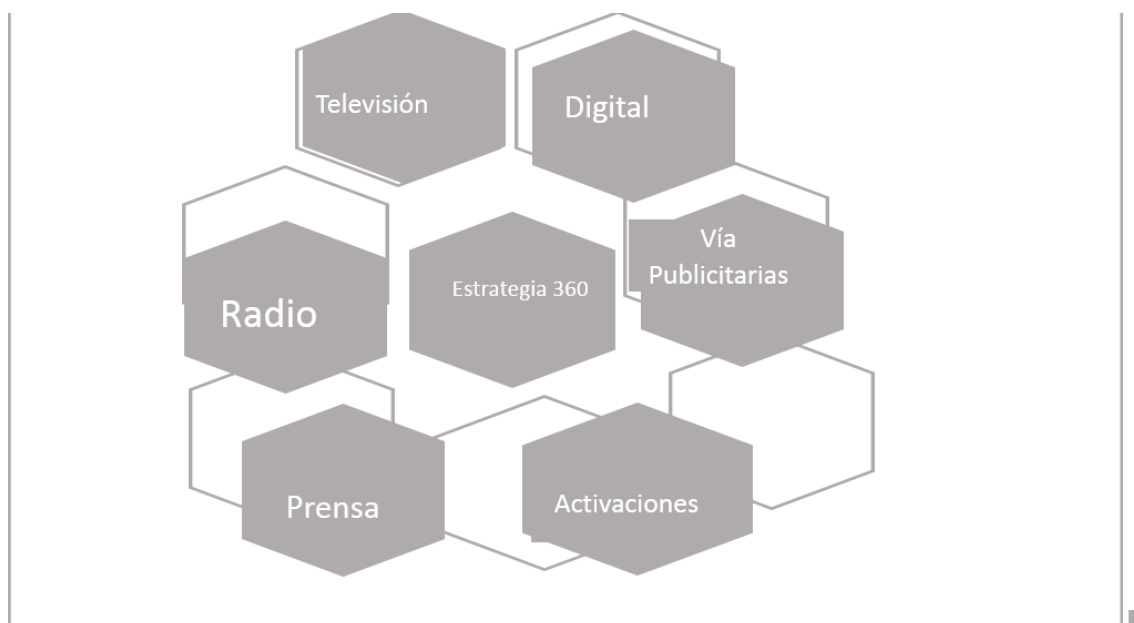 Televisión
Digital
Vía
Publicitarias
Estrategia 360
Radio
Prensa
Activaciones